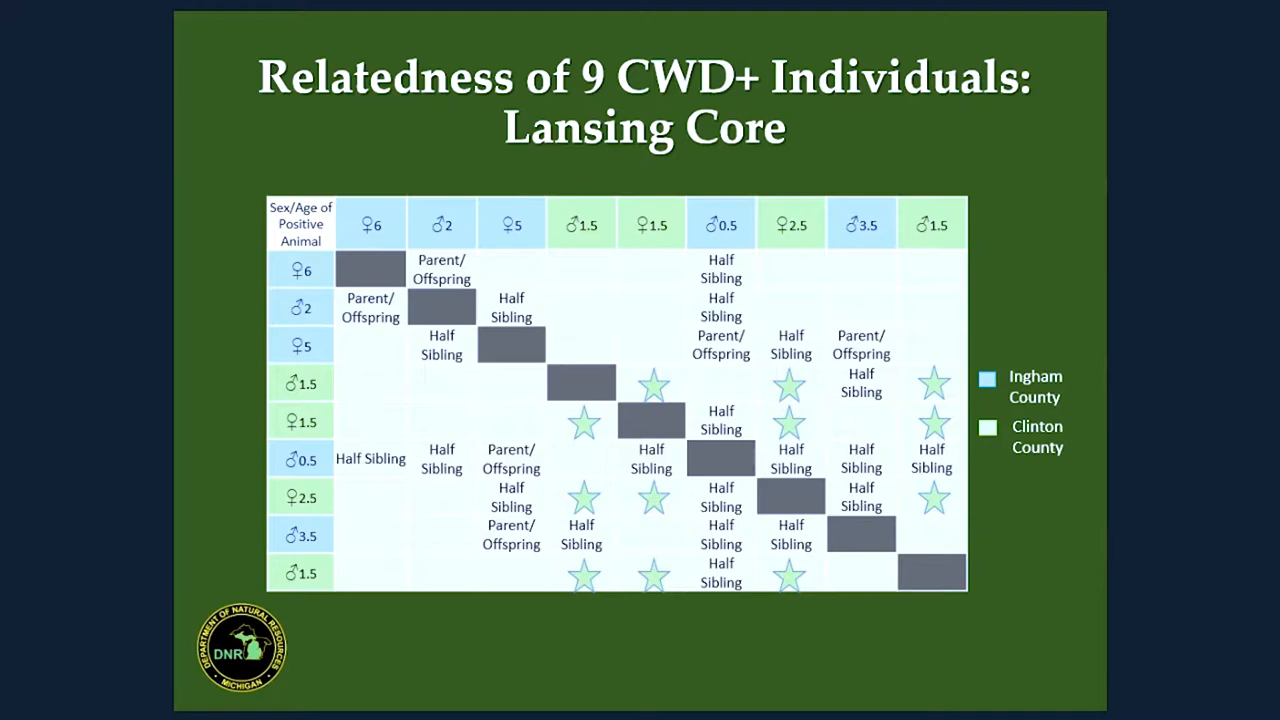 Relatedness of 9 CWD+ Individuals:
Lansing Core
Sex/Age of
Positive
Animal
♀6 ♂2 ♀5 ♂1.5 ♀1.5 ♂0.5 ♀2.5 ♂3.5 ♂1.5
♀6 Parent/ Half
Offspring Sibling
♂2 Parent/ Half Half
Offspring Sibling Sibling
♀5 Half Parent/ Half Parent/
Sibling Offspring Sibling Offspring
♂1.5 Half
Sibling
♀1.5 Half
Sibling
♂0.5 Half Sibling Half Parent/ Half Half Half Half
Sibling Offspring Sibling Sibling Sibling Sibling
♀2.5 Half Half Half
Sibling Sibling Sibling
♂3.5 Parent/ Half Half Half
Offspring Sibling Sibling Sibling
♂1.5 Half
Sibling
Ingham
County
Clinton
County
DEPARTMENT OF NATURAL RESOURCES
DNR
MICHIGAN